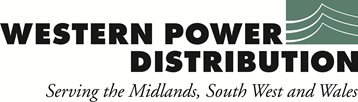 WESTERN POWER
DISTRIBUTION
Serving the Midlands, South West and Wales